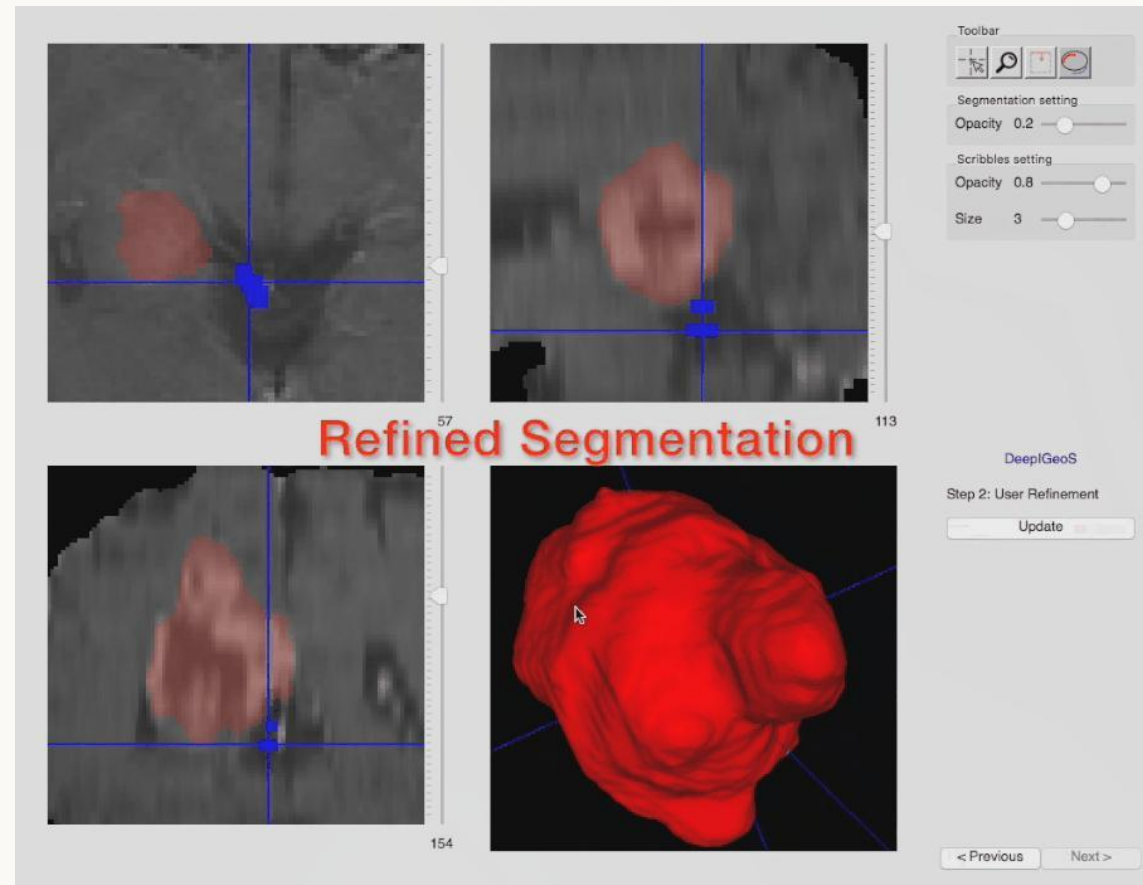 Toolbar
Segmentation setting
Opacity 0.2
Scribbles setting
Opacity 0.8
Size 3
57
113
Refined Segmentation
DeepIGeoS
Step 2: User Refinement
Update
154
< Previous Next >